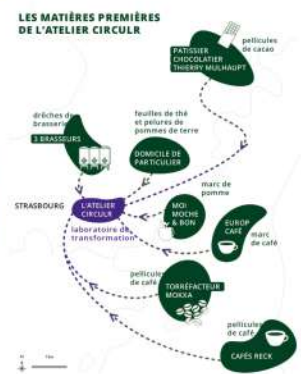 LES MATIÈRES PREMIÈRES
DE L'ATELIER CIRCULR
PATISSIER
CHOCOLATIER
THIERRY MULHAUPT
pellicules
de cacao
drêches de
brasserie
3 BRASSEURS
feuilles de thé
et pelures de
pommes de terre
DOMICILE DE
PARTICULIER
STRASBOURG
L'ATELIER
CIRCULR
laboratoire de
transformation
marc de
pomme
MOI
MOCHE
& BON
EUROP
CAFÉ
marc
de café
pellicules
de café
TORRÉFACTEUR
MOKXA
pellicules
de café
CAFÉS RECK